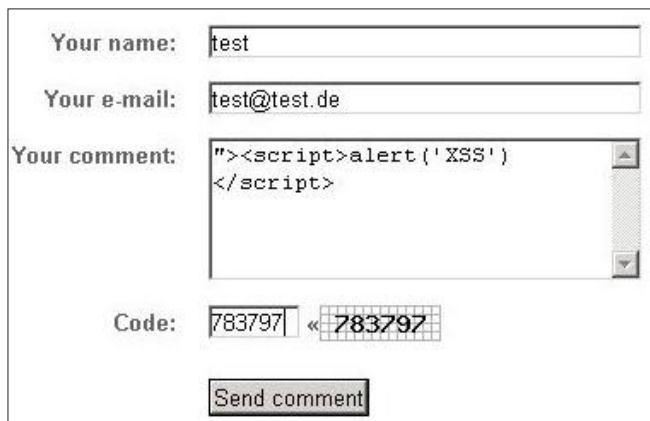 Your name: test
Your e-mail: test@test.de
Your comment: "><script>alert('XSS')
</script>
Code: 783797 « 783797
Send comment